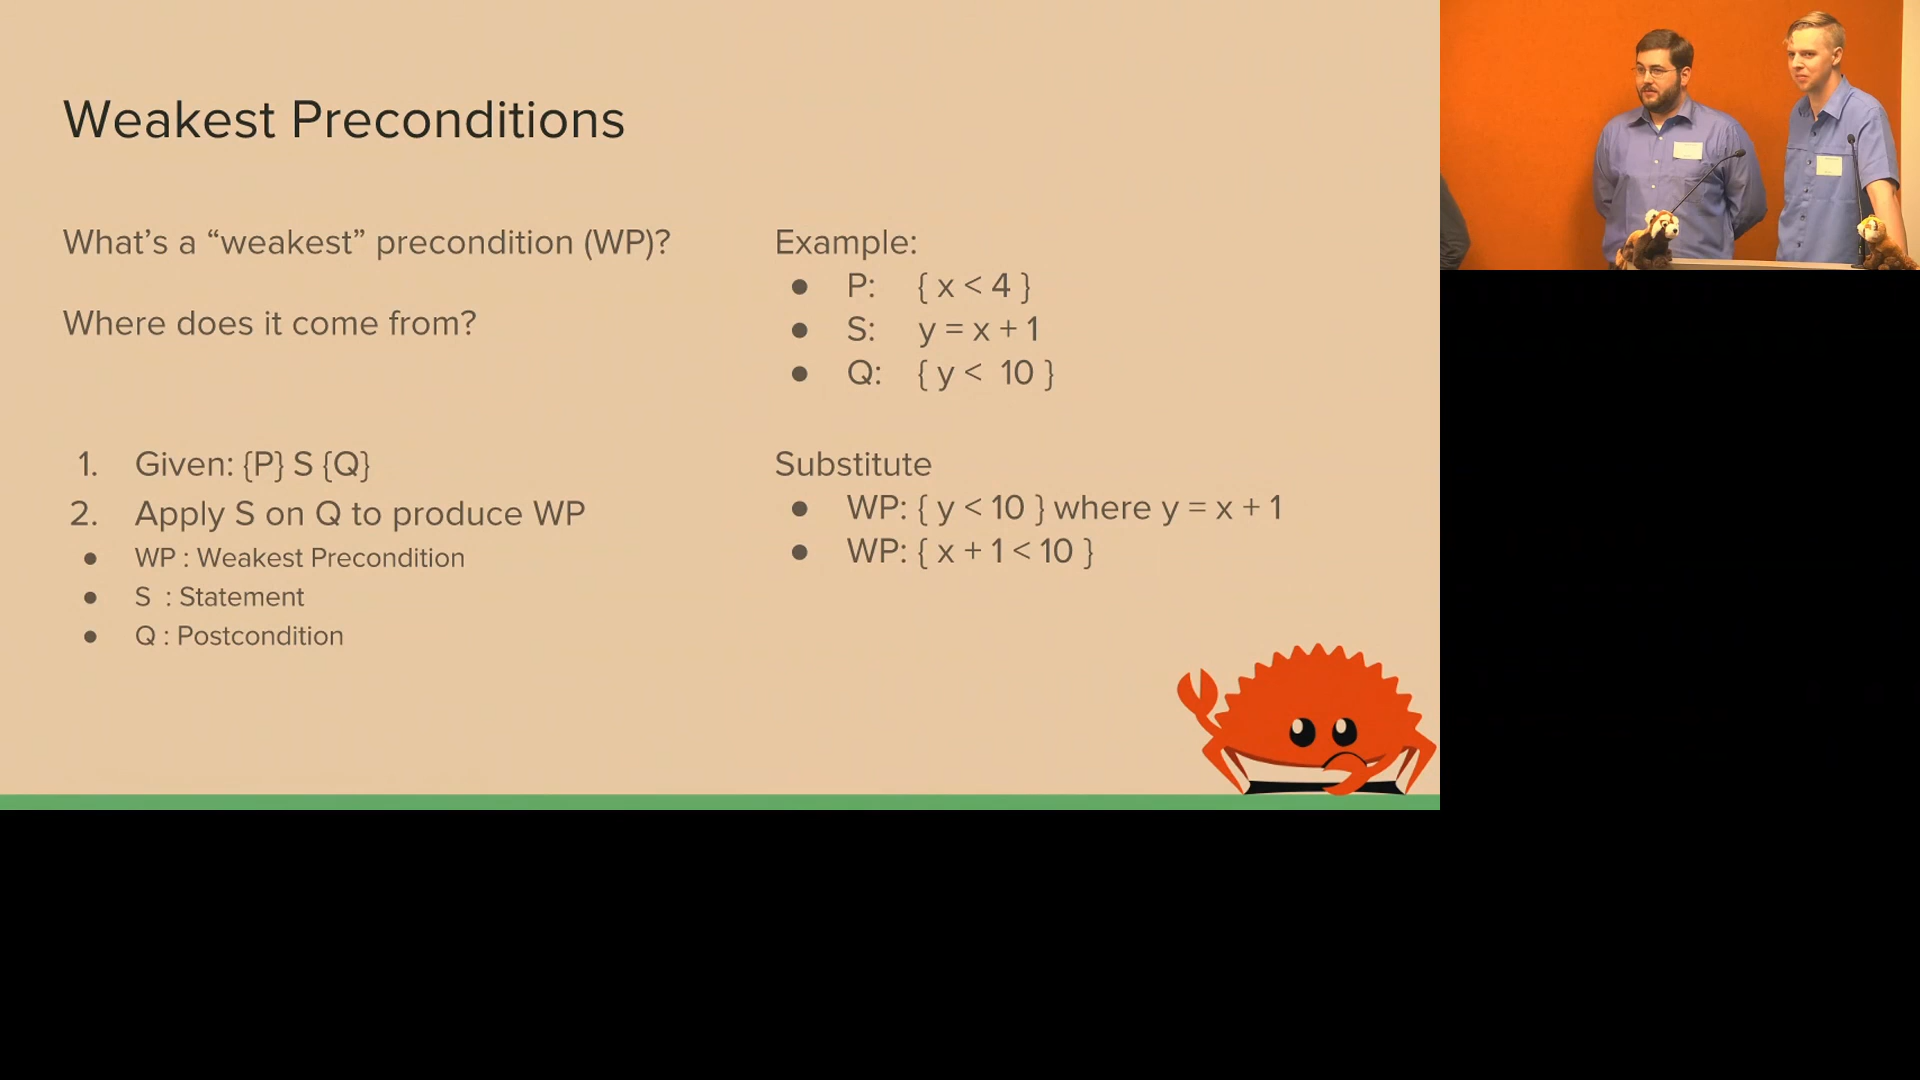 Weakest Preconditions
What's a “weakest” precondition (WP)?
Where does it come from?
1. Given: {P} S {Q}
2. Apply S on Q to produce WP
● WP : Weakest Precondition
● S : Statement
● Q : Postcondition
Example:
● P: { x < 4 }
● S: y = x + 1
● Q: { y < 10 }
Substitute
● WP: { y < 10 } where y = x + 1
● WP: { x + 1 < 10 }